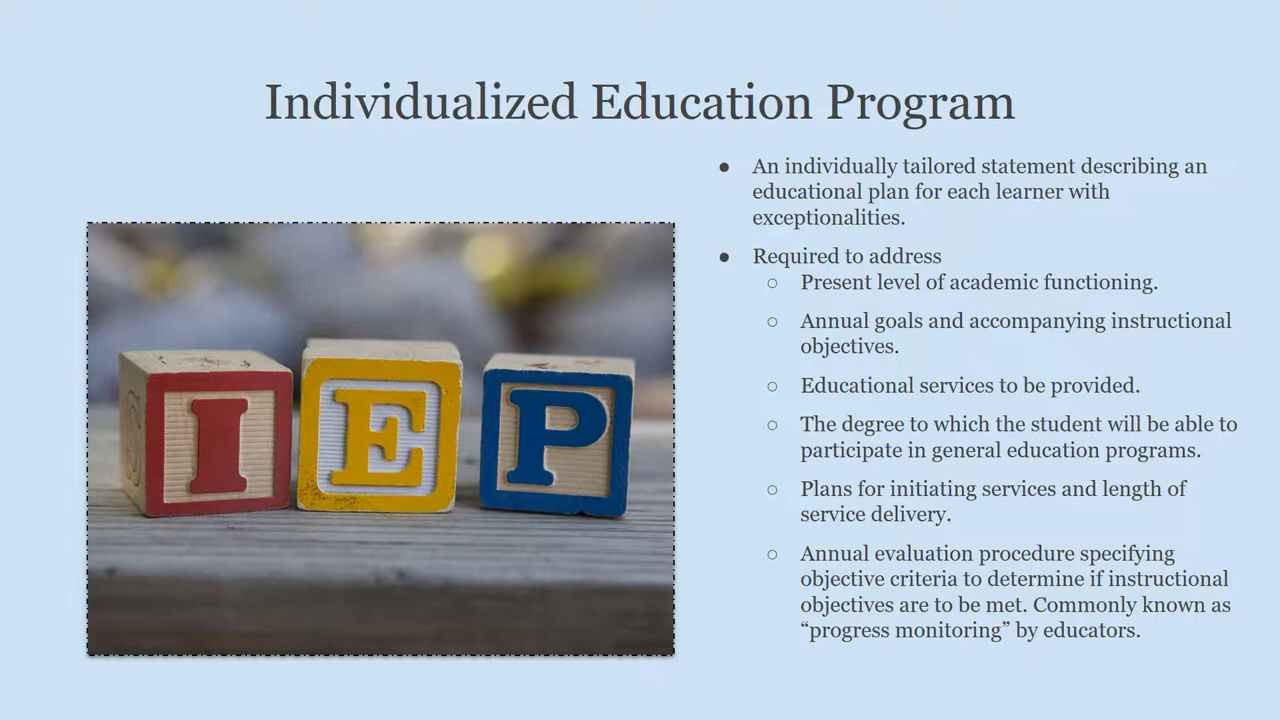 Individualized Education Program
● An individually tailored statement describing an
educational plan for each learner with
exceptionalities.
● Required to address
○ Present level of academic functioning.
○ Annual goals and accompanying instructional
objectives.
○ Educational services to be provided.
○ The degree to which the student will be able to
participate in general education programs.
○ Plans for initiating services and length of
service delivery.
○ Annual evaluation procedure specifying
objective criteria to determine if instructional
objectives are to be met. Commonly known as
“progress monitoring” by educators.
I E P